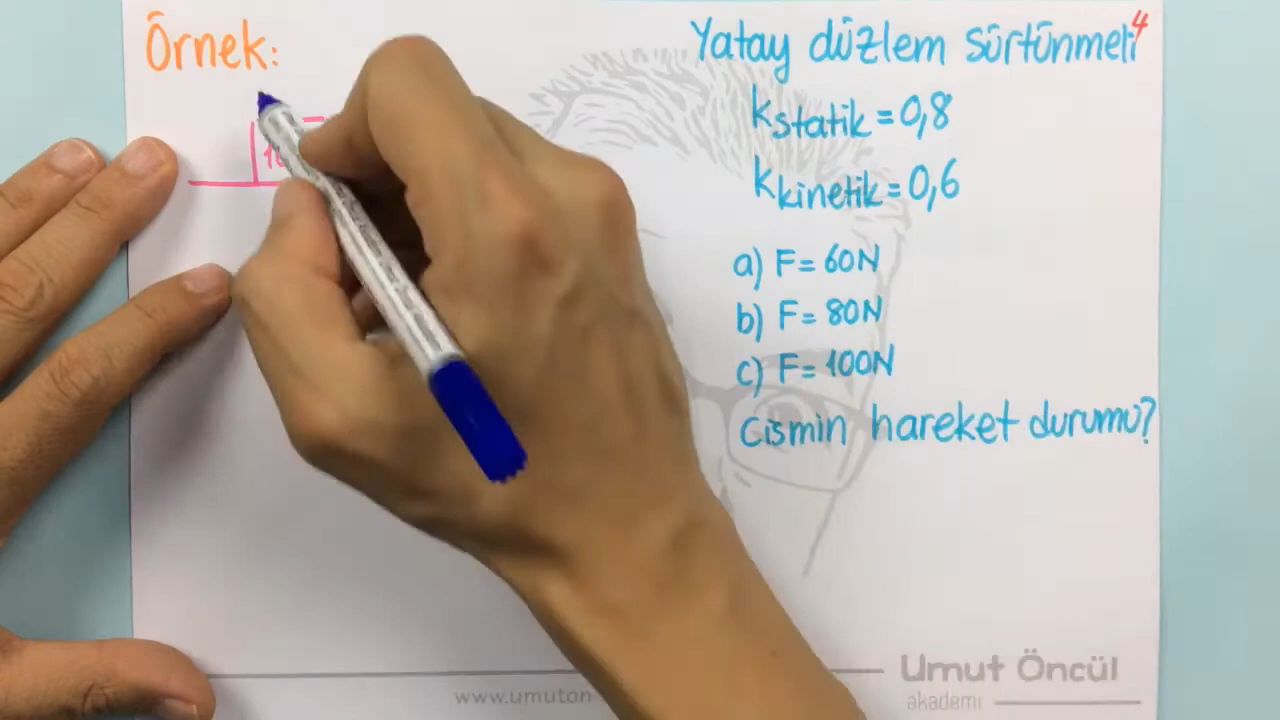 Örnek:
Yatay düzlem sürtünmeli
4
kstatik = 0,8
kkinetik = 0,6
a) F = 60N
b) F = 80N
c) F = 100N
Cismin hareket durumu?
Umut Öncül
akademi